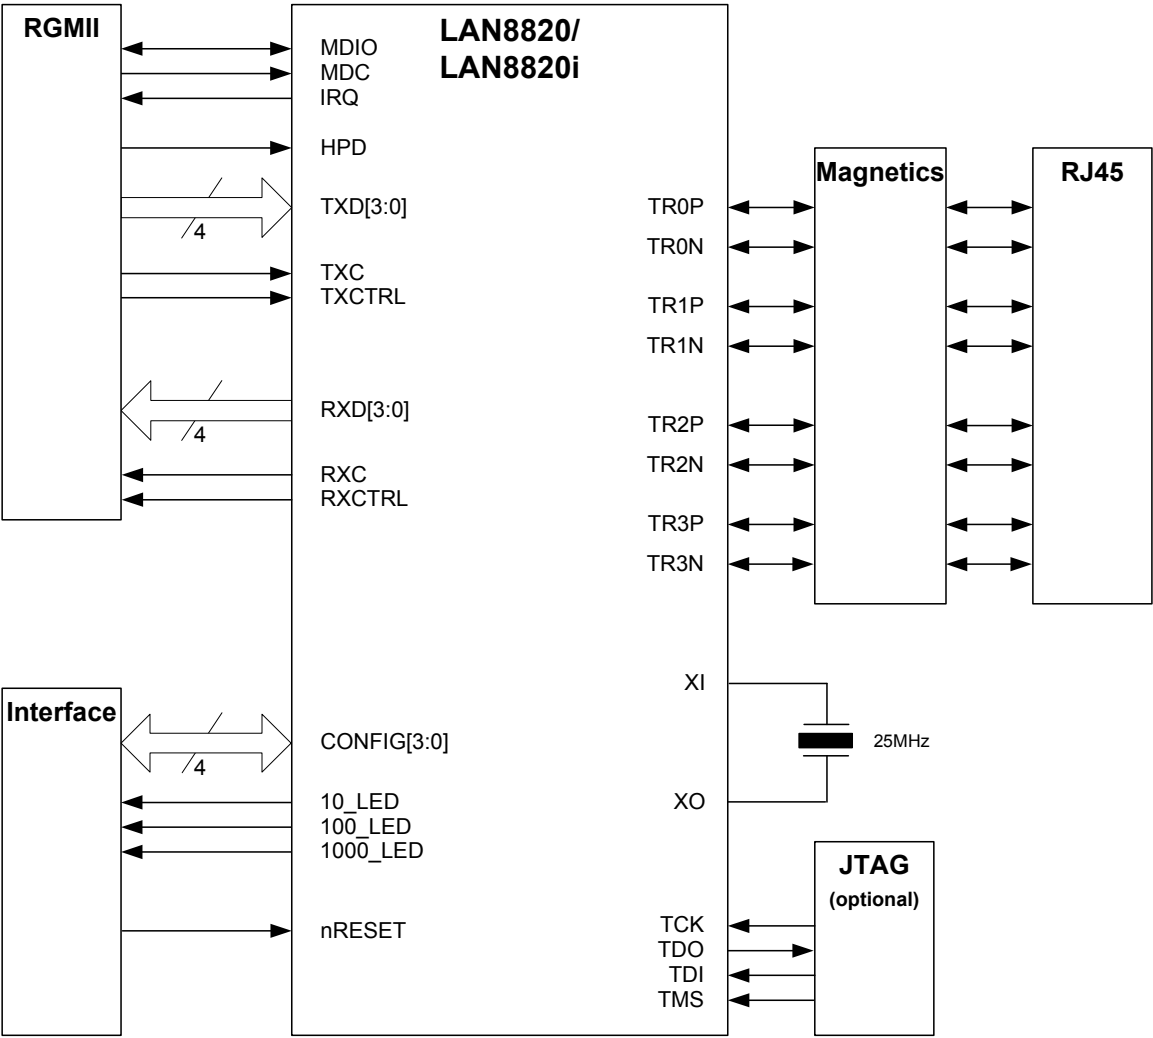 RGMII
LAN8820/
LAN8820i
MDIO
MDC
IRQ
HPD
TXD[3:0]
4
TXC
TXCTRL
RXD[3:0]
4
RXC
RXCTRL
Magnetics
RJ45
TR0P
TR0N
TR1P
TR1N
TR2P
TR2N
TR3P
TR3N
XI
25MHz
XO
Interface
CONFIG[3:0]
4
10_LED
100_LED
1000_LED
nRESET
JTAG
(optional)
TCK
TDO
TDI
TMS